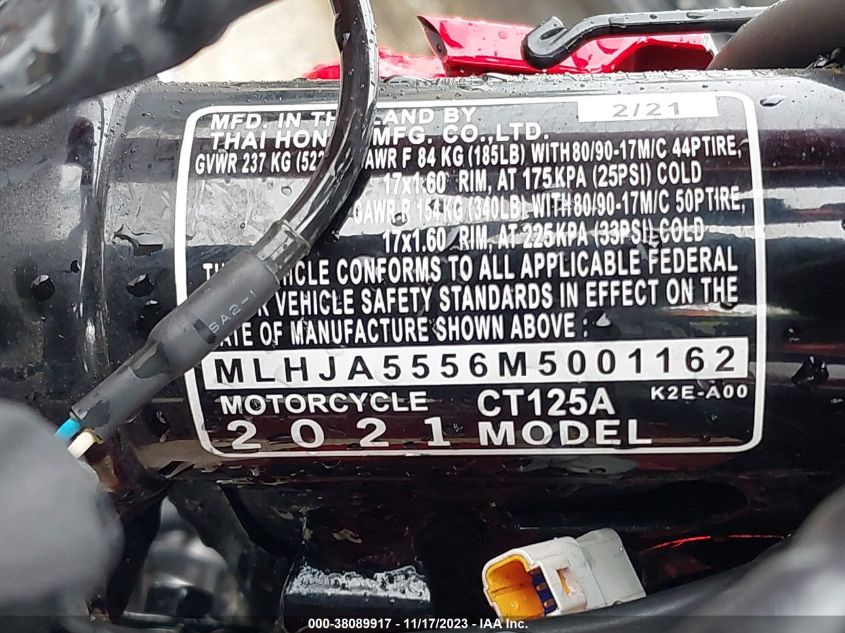 MFD. IN BY 2/21
THAI MFG. CO.,LTD.
GVWR 237 KG F 84 KG (185LB) WITH 80/90-17M/C 44P TIRE,
17x1.60 RIM, AT 175KPA (25PSI) COLD
GAWR R 154 KG (340LB) WITH 80/90-17M/C 50P TIRE,
17x1.60 RIM, AT 225KPA (33PSI) COLD
CONFORMS TO ALL APPLICABLE FEDERAL
VEHICLE SAFETY STANDARDS IN EFFECT ON THE
OF MANUFACTURE SHOWN ABOVE :
MLHJA5556M5001162
MOTORCYCLE CT125A K2E-A00
2021 MODEL
SA2-1
000-38089917 - 11/17/2023 - IAA Inc.